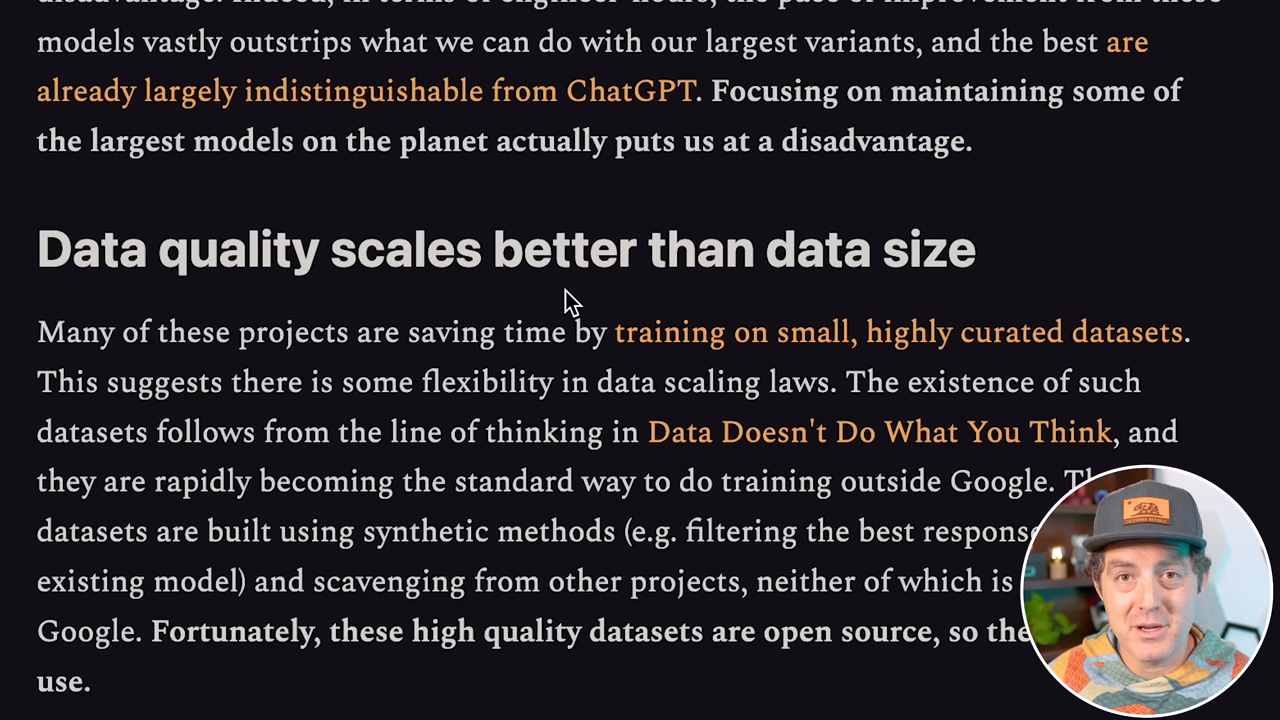 models vastly outstrips what we can do with our largest variants, and the best are
already largely indistinguishable from ChatGPT. Focusing on maintaining some of
the largest models on the planet actually puts us at a disadvantage.
Data quality scales better than data size
Many of these projects are saving time by training on small, highly curated datasets.
This suggests there is some flexibility in data scaling laws. The existence of such
datasets follows from the line of thinking in Data Doesn't Do What You Think, and
they are rapidly becoming the standard way to do training outside Google.
datasets are built using synthetic methods (e.g. filtering the best
existing model) and scavenging from other projects, neither of which is
Google. Fortunately, these high quality datasets are open source, so
use.